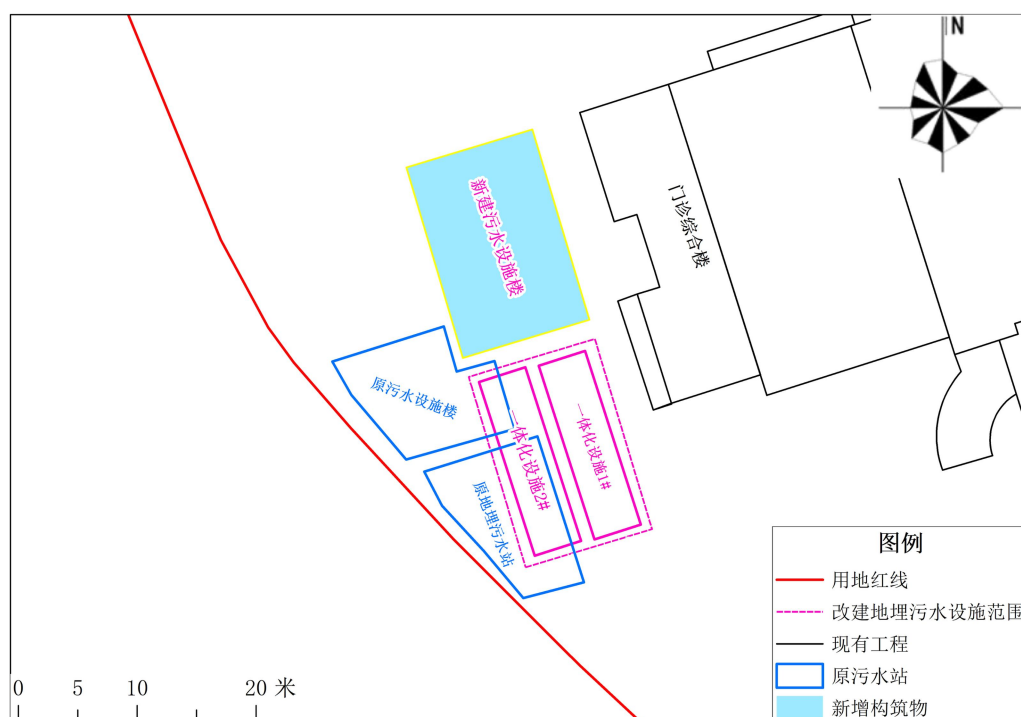 N
新建污水设施楼
门诊综合楼
原污水设施楼
一体化设施2#
一体化设施1#
原地埋污水站
图例
用地红线
改建地埋污水设施范围
现有工程
原污水站
新增构筑物
0 5 10 20 米